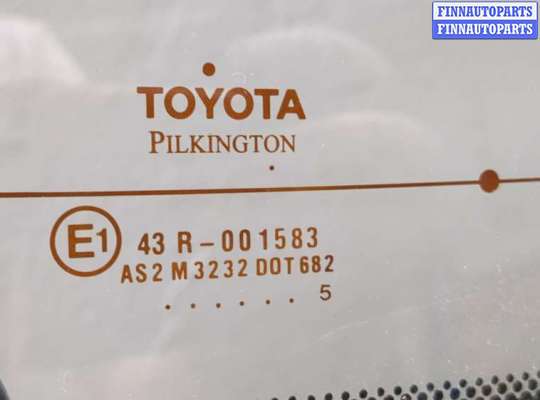 FINNAUTOPARTS
FINNAUTOPARTS
TOYOTA
PILKINGTON
E1
43 R-001583
AS2 M3232 DOT682
. . . . . . 5